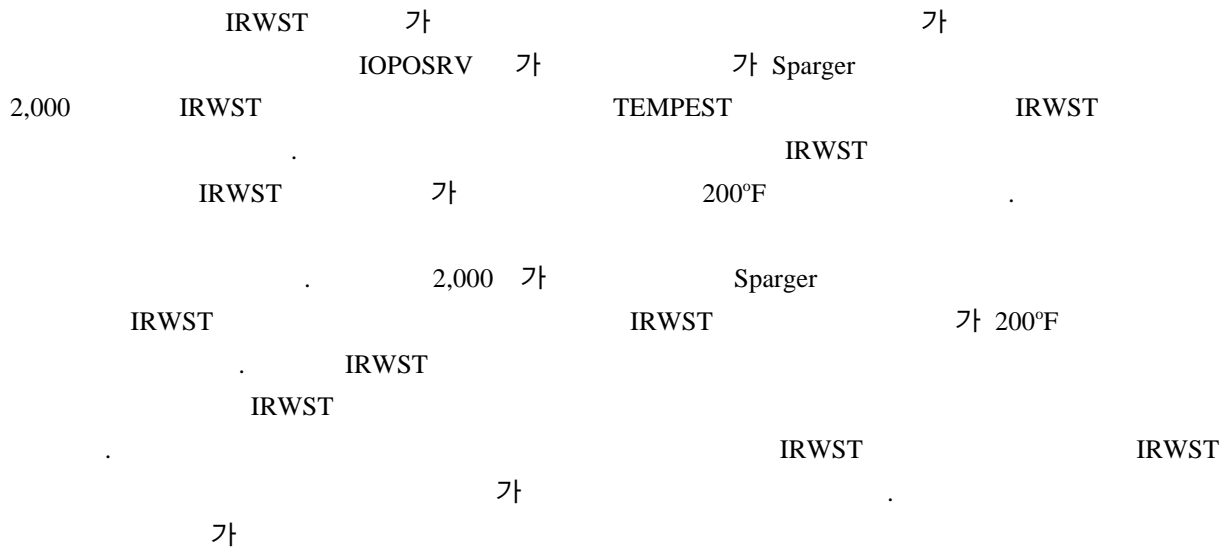 IRWST 가 가
IOPOSRV 가 가 Sparger
2,000 IRWST TEMPEST IRWST
. IRWST
IRWST 가 200°F .
. 2,000 가 Sparger
IRWST IRWST 가 200°F
. IRWST
IRWST
. IRWST IRWST
가 .
가